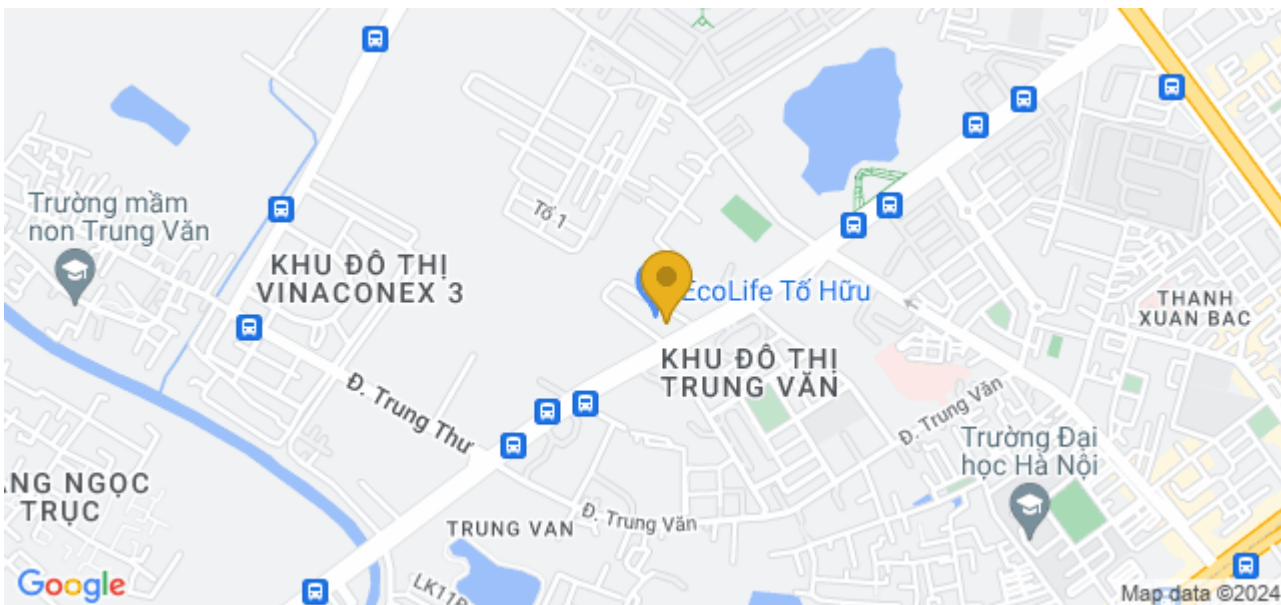 Trường mầm
non Trung Văn
Tố 1
KHU ĐÔ THỊ
VINACONEX 3
EcoLife Tố Hữu
THANH
XUAN BAC
KHU ĐÔ THỊ
TRUNG VĂN
Đ. Trung Thư
Đ. Trung Văn
Trường Đại
học Hà Nội
NGỌC
TRỤC
TRUNG VAN
Đ. Trung Văn
Google
Map data ©2024